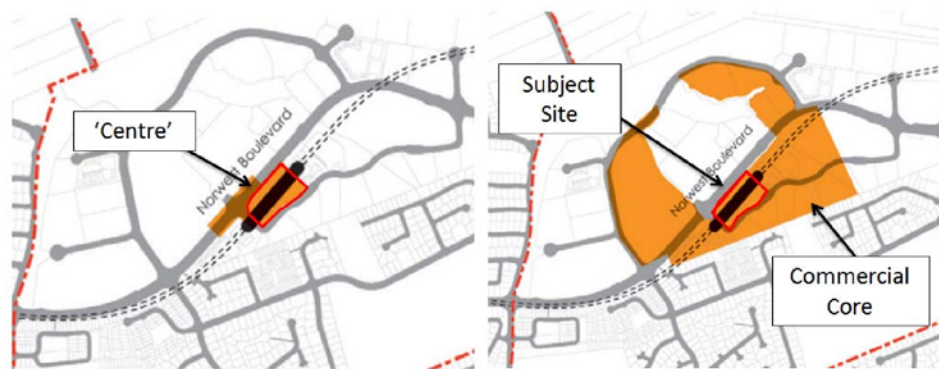 'Centre'
Norwest Boulevard
Subject
Site
Norwest Boulevard
Commercial
Core